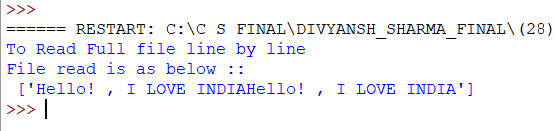 >>>
====== RESTART: C:\C S FINAL\DIVYANSH_SHARMA_FINAL\(28)
To Read Full file line by line
File read is as below ::
 ['Hello! , I LOVE INDIAHello! , I LOVE INDIA']
>>>